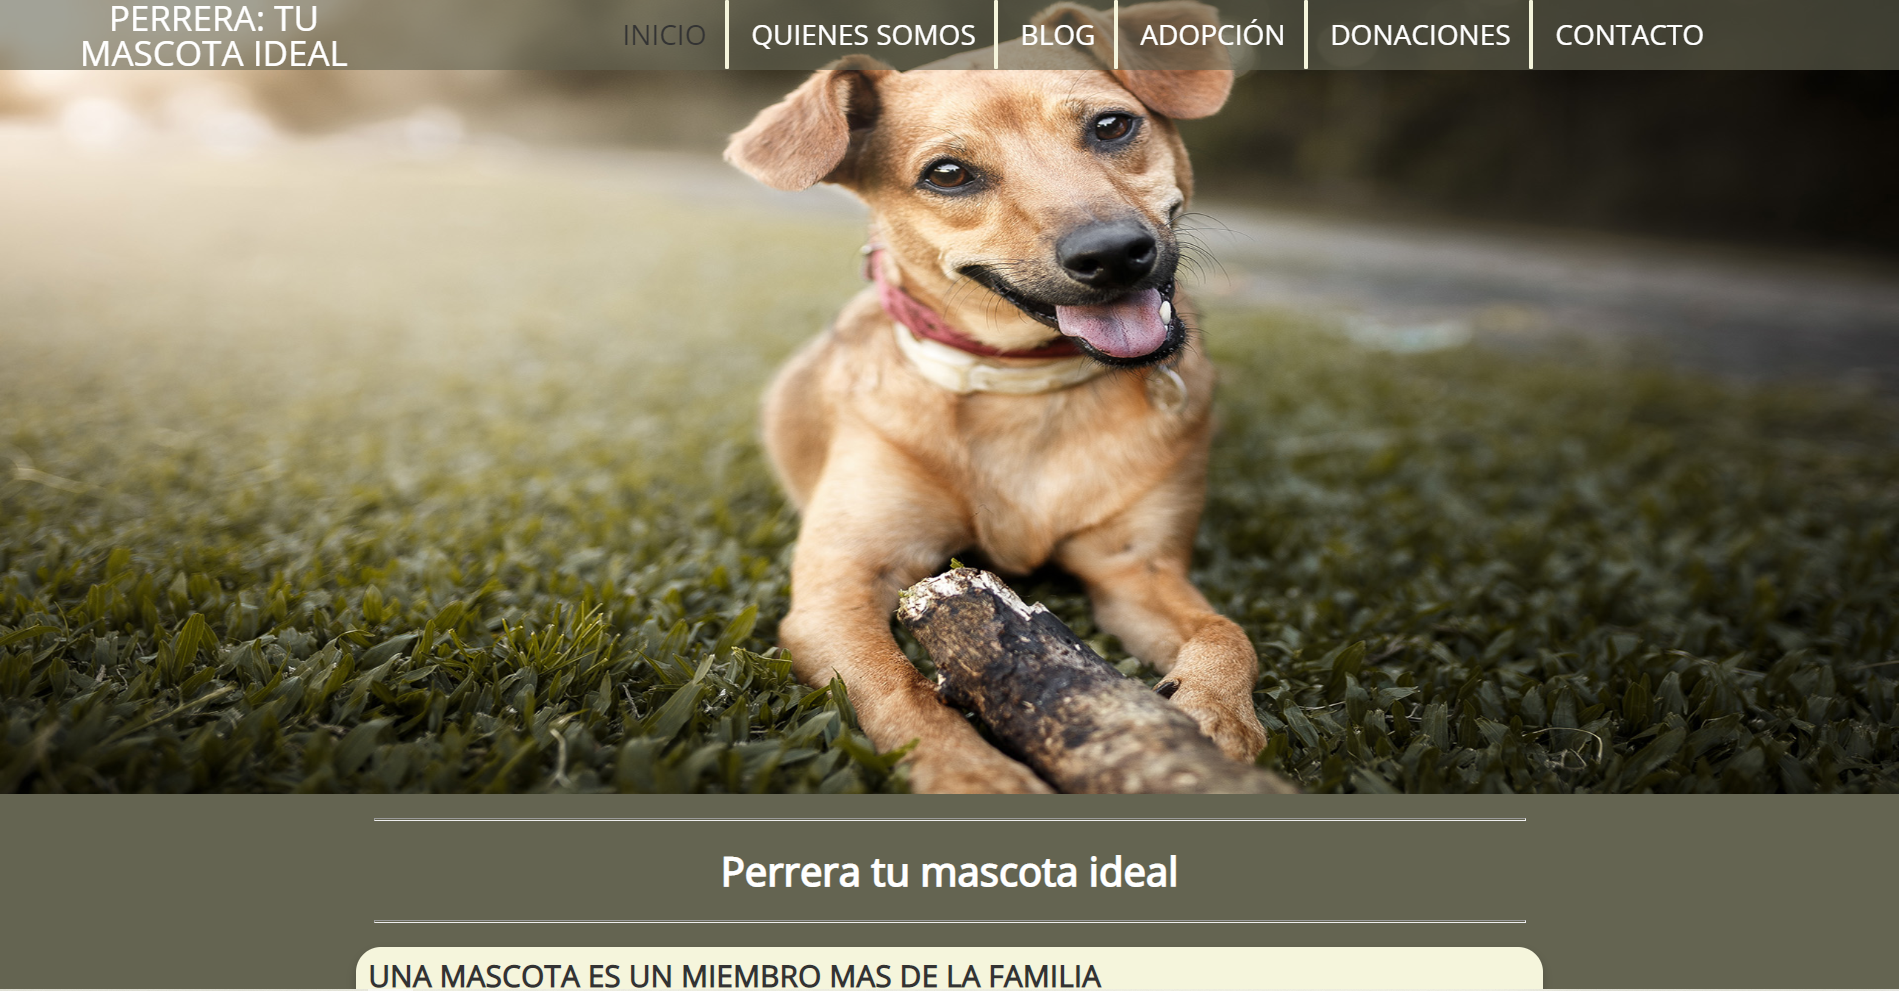 PERRERA: TU
MASCOTA IDEAL
INICIO
QUIENES SOMOS
BLOG
ADOPCIÓN
DONACIONES
CONTACTO
Perrera tu mascota ideal
UNA MASCOTA ES UN MIEMBRO MAS DE LA FAMILIA